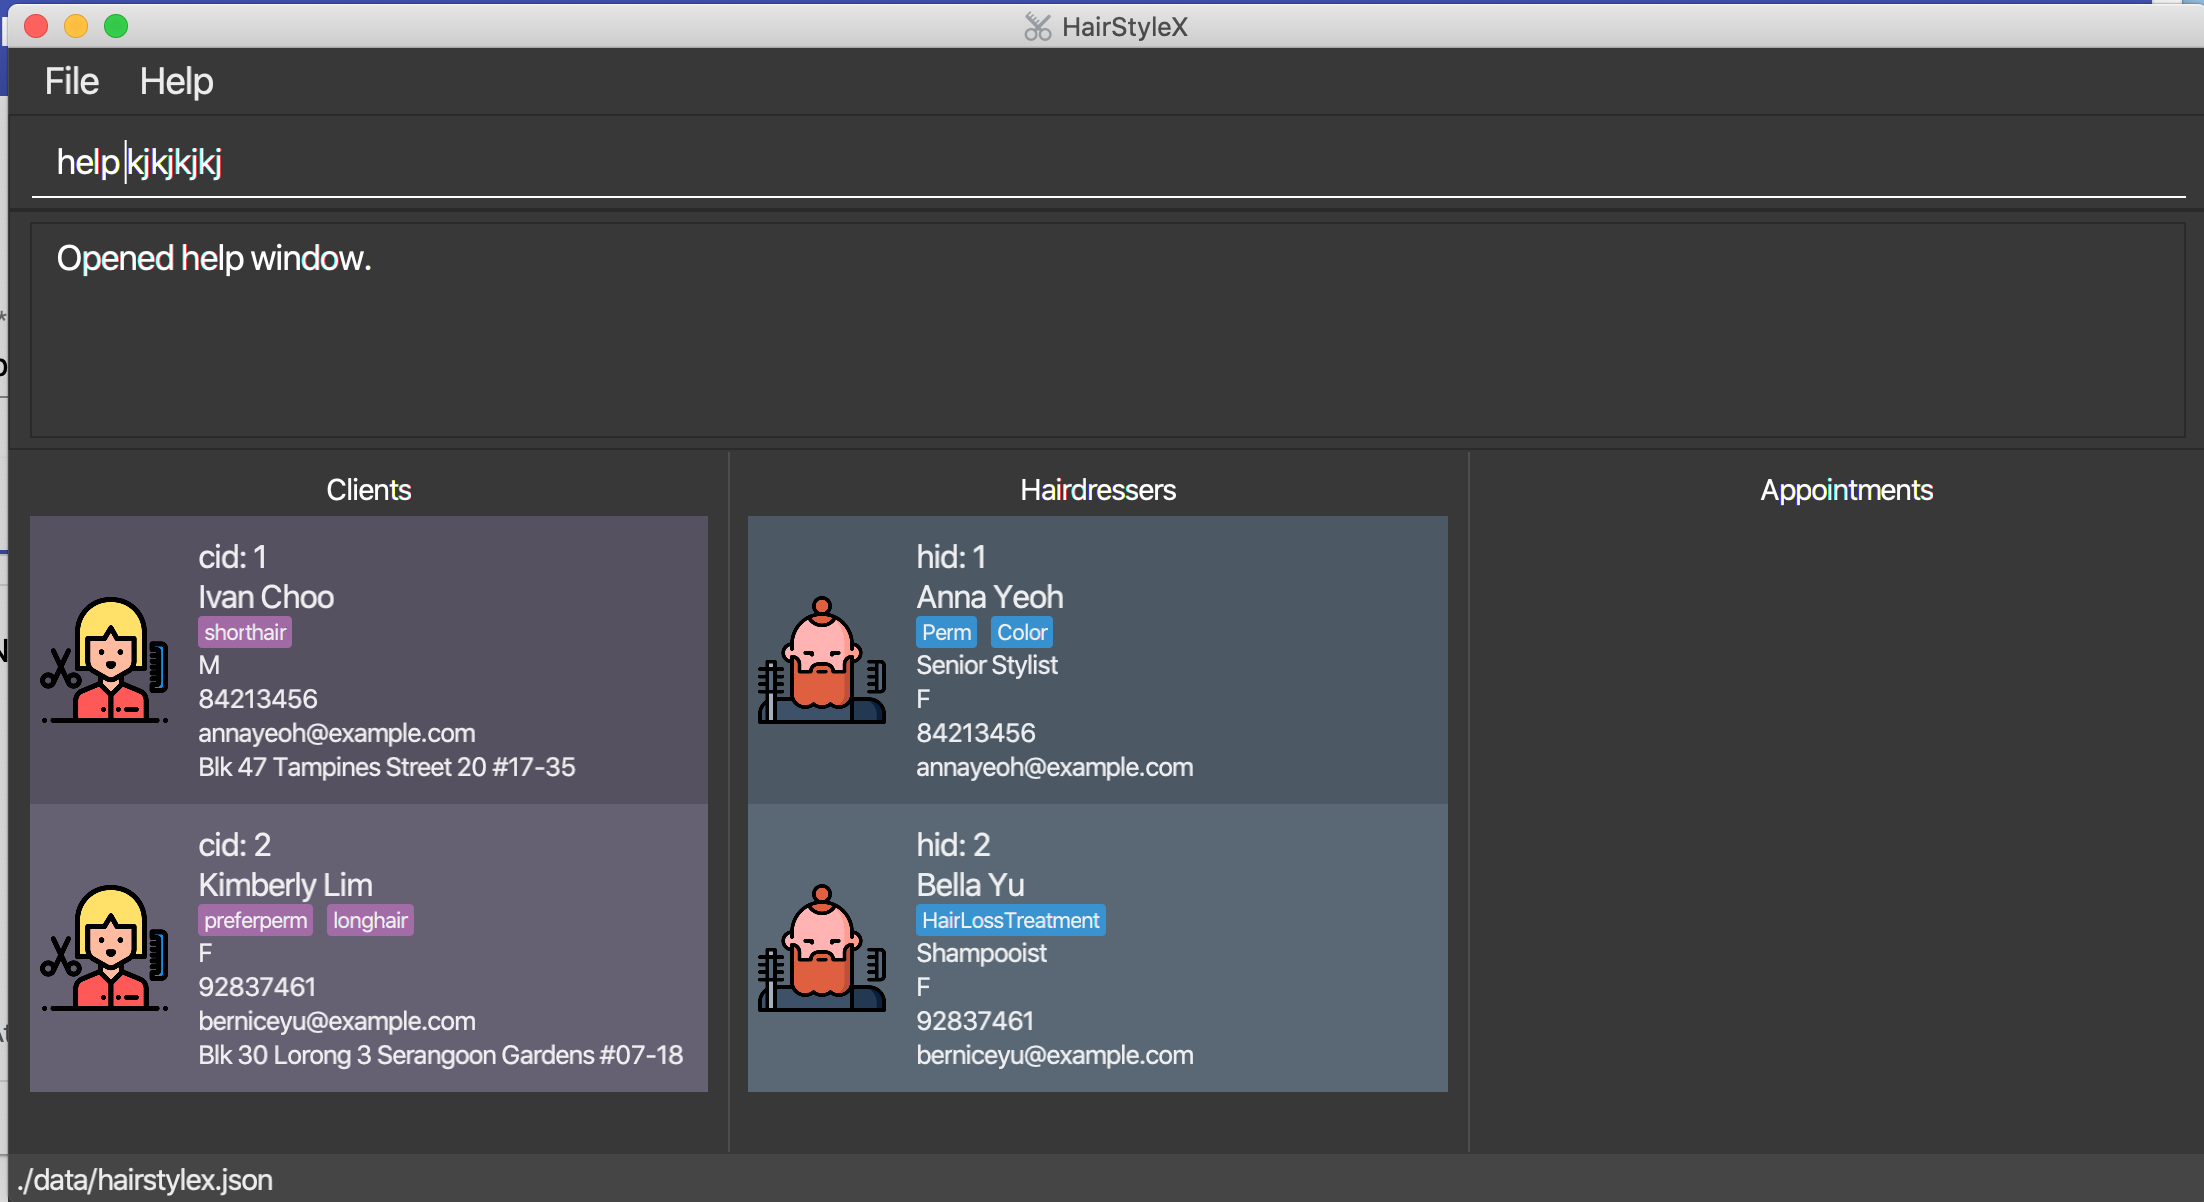 HairStyleX
File Help
help kjkjkjkj
Opened help window.
Clients
cid: 1
Ivan Choo
shorthair
M
84213456
annayeoh@example.com
Blk 47 Tampines Street 20 #17-35
cid: 2
Kimberly Lim
preferperm longhair
F
92837461
berniceyu@example.com
Blk 30 Lorong 3 Serangoon Gardens #07-18
Hairdressers
hid: 1
Anna Yeoh
Perm Color
Senior Stylist
F
84213456
annayeoh@example.com
hid: 2
Bella Yu
HairLossTreatment
Shampooist
F
92837461
berniceyu@example.com
Appointments
./data/hairstylex.json